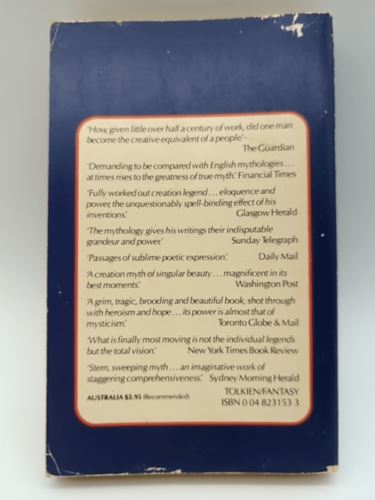 'How, given little over half a century of work, did one man
become the creative equivalent of a people?'
The Guardian
'Demanding to be compared with English mythologies...
at times rises to the greatness of true myth.' Financial Times
'Fully worked out creation legend... eloquence and
power, the unquestionably spell-binding effect of his
inventions.' Glasgow Herald
'The mythology gives his writings their indisputable
grandeur and power' Sunday Telegraph
'Passages of sublime poetic expression.' Daily Mail
'A creation myth of singular beauty... magnificent in its
best moments.' Washington Post
'A grim, tragic, brooding and beautiful book, shot through
with heroism and hope... its power is almost that of
mysticism.' Toronto Globe & Mail
'What is finally most moving is not the individual legends
but the total vision.' New York Times Book Review
'Stern, sweeping myth... an imaginative work of
staggering comprehensiveness.' Sydney Morning Herald
TOLKIEN/FANTASY
AUSTRALIA $3.95 (Recommended) ISBN 0 04 823153 3